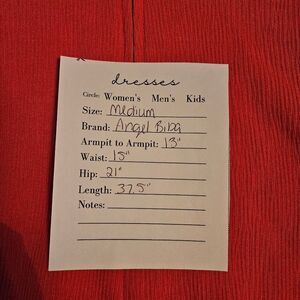 dresses
Circle: Women's Men's Kids
Size: Medium
Brand: Angel Biba
Armpit to Armpit: 13"
Waist: 15"
Hip: 21"
Length: 37.5"
Notes: